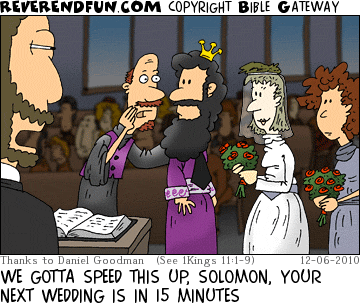 REVERENDFUN.COM COPYRIGHT BIBLE GATEWAY
Thanks to Daniel Goodman (See 1Kings 11:1-9) 12-06-2010
WE GOTTA SPEED THIS UP, SOLOMON, YOUR
NEXT WEDDING IS IN 15 MINUTES